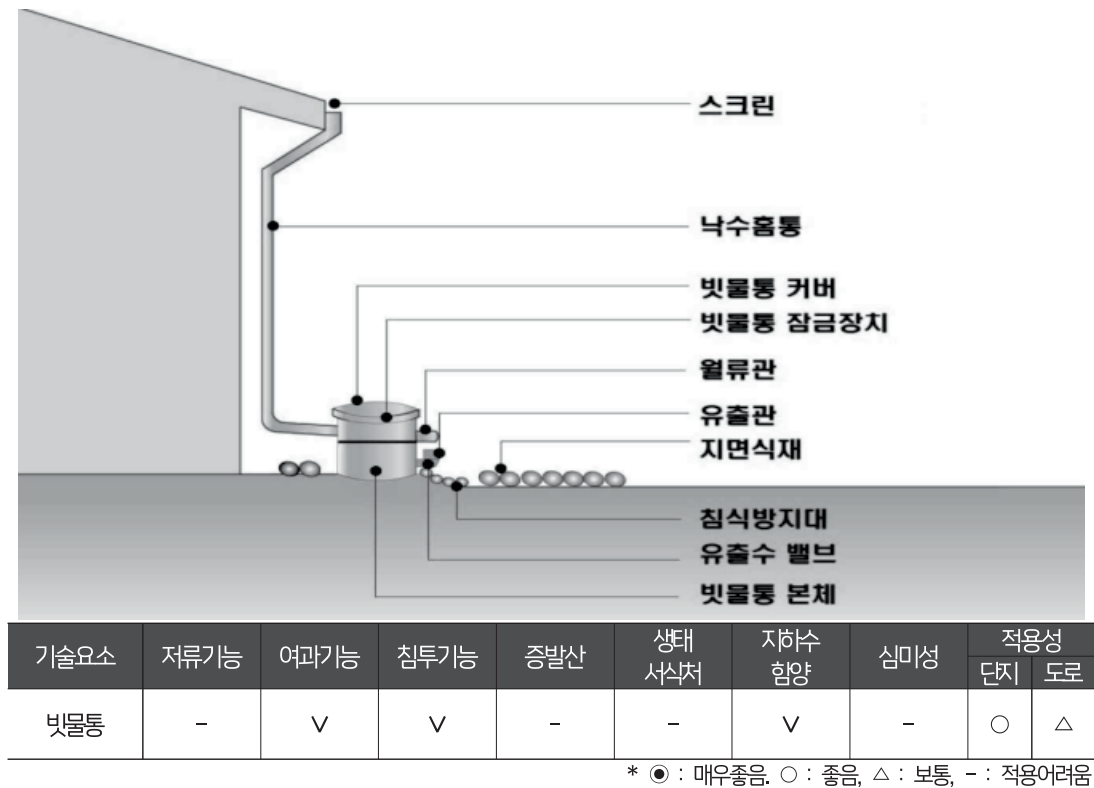 스크린
낙수홈통
빗물통 커버
빗물통 잠금장치
월류관
유출관
지면식재
침식방지대
유출수 밸브
빗물통 본체
기술요소 저류기능 여과기능 침투기능 증발산 생태 서식처 지하수 함양 심미성 적용성
단지 도로
빗물통 - ∨ ∨ - - ∨ - ○ △
* ◉ : 매우좋음. ○ : 좋음, △ : 보통, - : 적용어려움